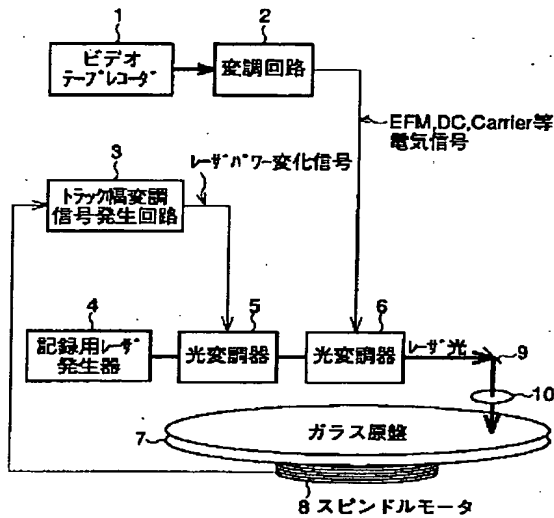 1
ビデオ
テープレコーダ
2
変調回路
EFM,DC,Carrier等
電気信号
3
トラック幅変調
信号発生回路
レーザパワー変化信号
4
記録用レーザ
発生器
5
光変調器
6
光変調器
レーザ光
9
10
ガラス原盤
7
8 スピンドルモータ